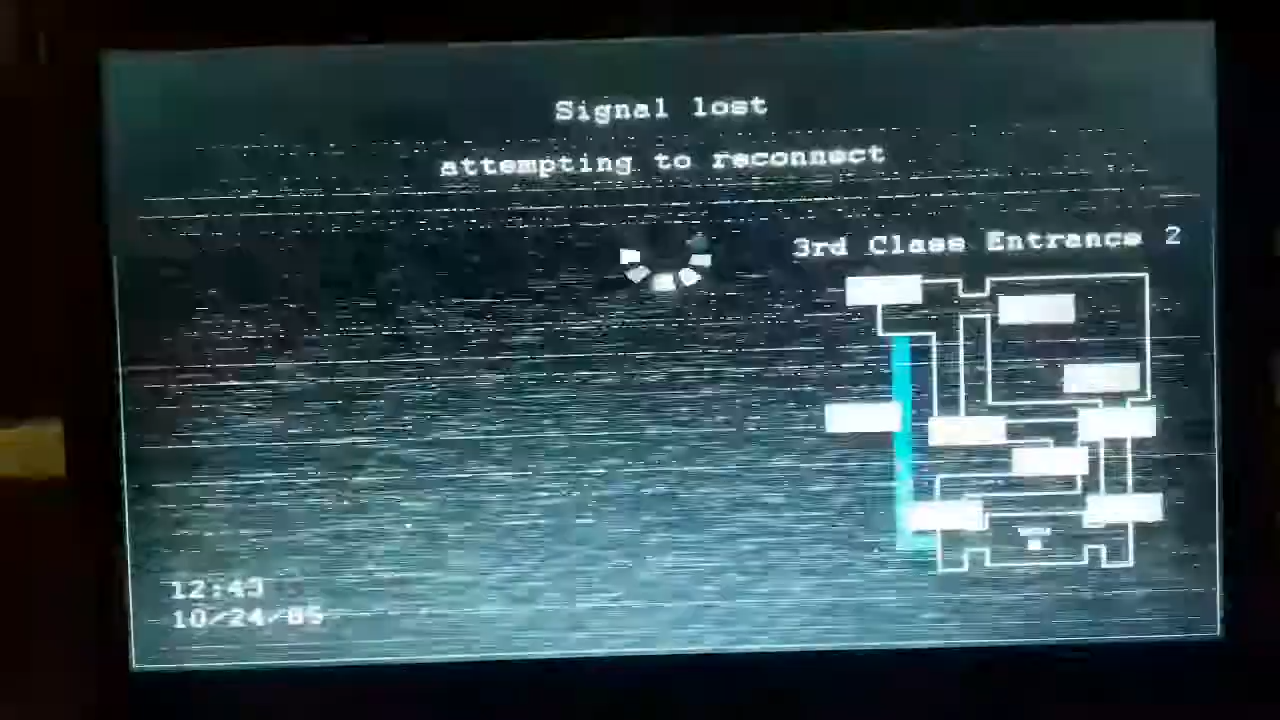 Signal lost
attempting to reconnect
3rd Class Entrance 2
12:43
10/24/85